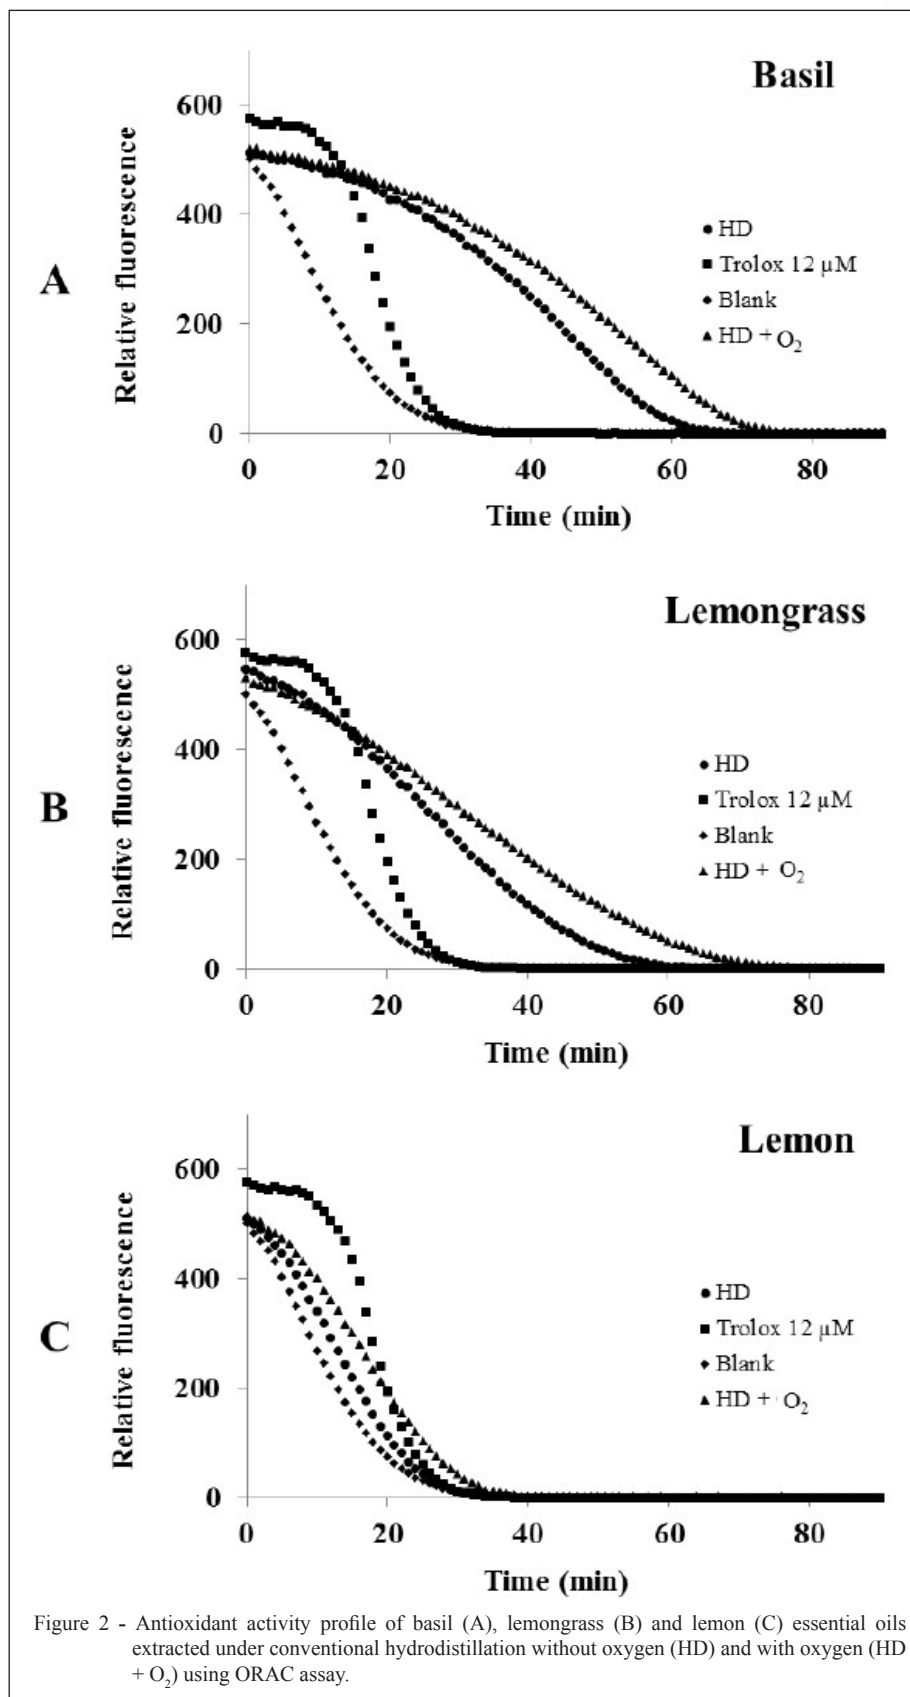 Basil
A
Relative fluorescence
600
400
200
0
0 20 40 60 80
Time (min)
HD
Trolox 12 µM
Blank
HD + O₂
Lemongrass
B
Relative fluorescence
600
400
200
0
0 20 40 60 80
Time (min)
HD
Trolox 12 µM
Blank
HD + O₂
Lemon
C
Relative fluorescence
600
400
200
0
0 20 40 60 80
Time (min)
HD
Trolox 12 µM
Blank
HD + O₂
Figure 2 - Antioxidant activity profile of basil (A), lemongrass (B) and lemon (C) essential oils
extracted under conventional hydrodistillation without oxygen (HD) and with oxygen (HD
+ O₂) using ORAC assay.